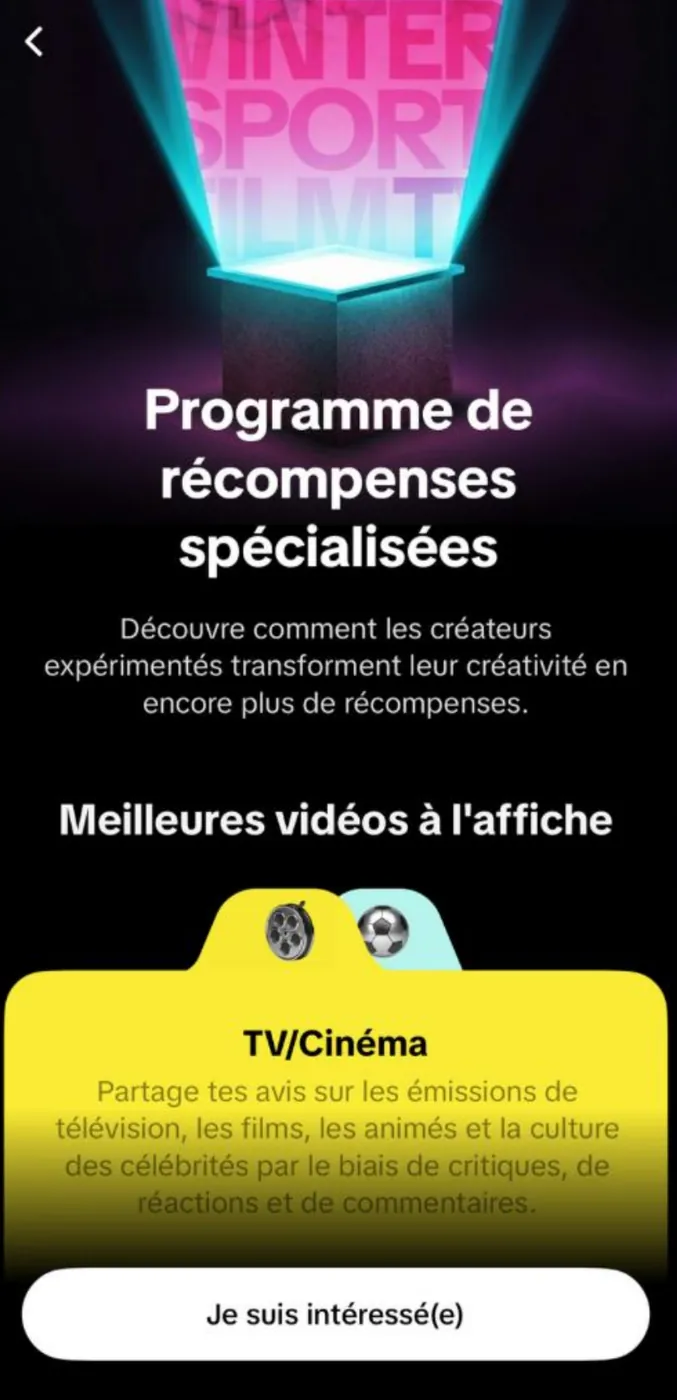 WINTER
SPORT
FILMT
Programme de
récompenses
spécialisées
Découvre comment les créateurs
expérimentés transforment leur créativité en
encore plus de récompenses.
Meilleures vidéos à l'affiche
TV/Cinéma
Partage tes avis sur les émissions de
télévision, les films, les animés et la culture
des célébrités par le biais de critiques, de
réactions et de commentaires.
Je suis intéressé(e)